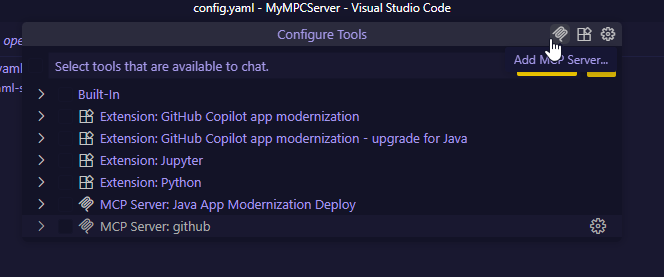 config.yaml - MyMPCServer - Visual Studio Code
Configure Tools
ope
Add MCP Server...
Select tools that are available to chat.
yaml
Built-In
Extension: GitHub Copilot app modernization
Extension: GitHub Copilot app modernization - upgrade for Java
Extension: Jupyter
Extension: Python
MCP Server: Java App Modernization Deploy
MCP Server: github